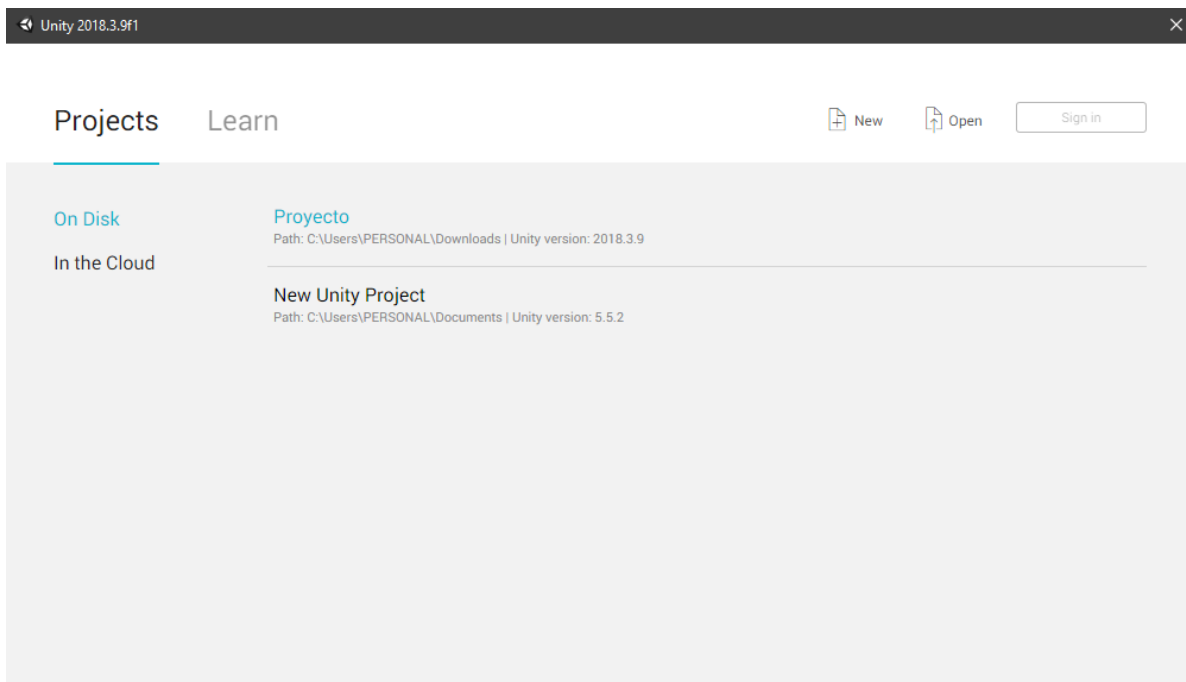 Unity 2018.3.9f1
Projects Learn New Open Sign in
On Disk
In the Cloud
Proyecto
Path: C:\Users\PERSONAL\Downloads | Unity version: 2018.3.9
New Unity Project
Path: C:\Users\PERSONAL\Documents | Unity version: 5.5.2